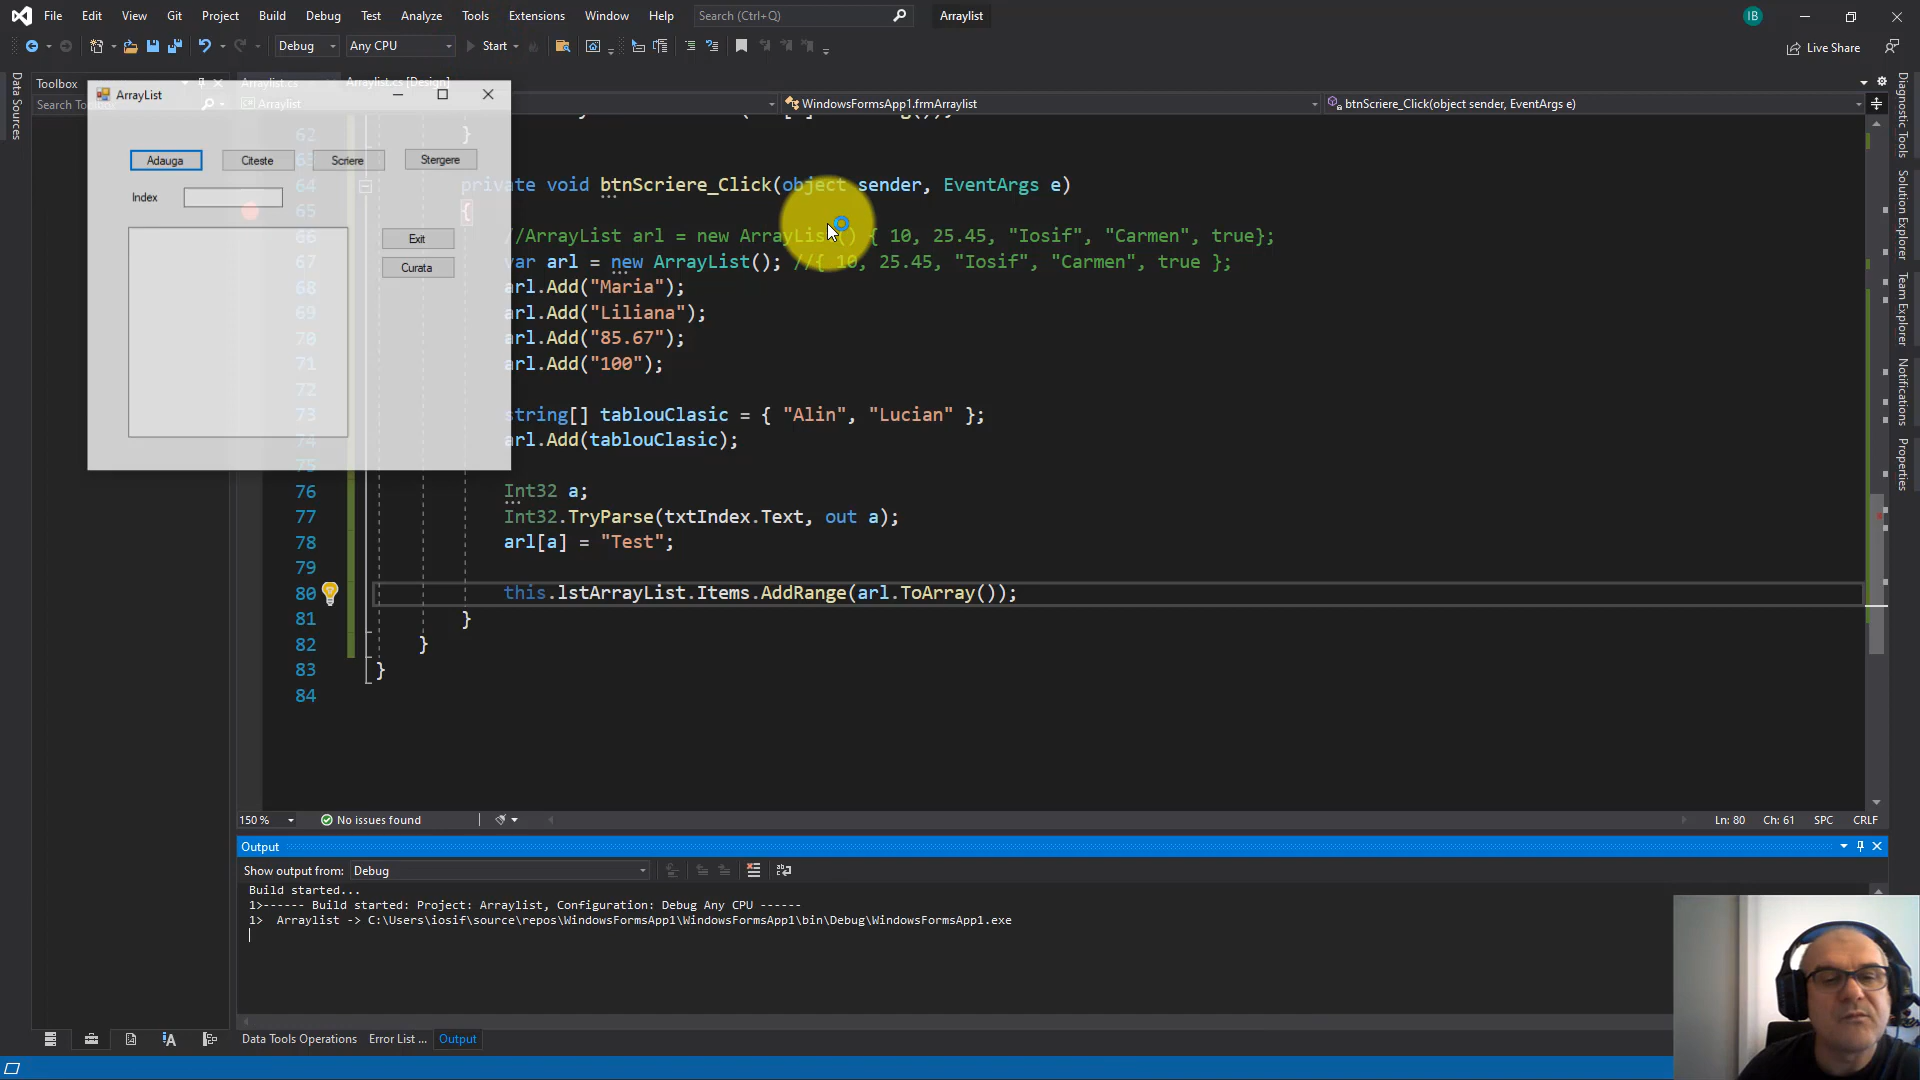 File Edit View Git Project Build Debug Test Analyze Tools Extensions Window Help Search (Ctrl+Q) Arraylist IB
Debug Any CPU Start Live Share
Data Sources
Toolbox
Arraylist.cs Arraylist.cs [Design]
ArrayList
Arraylist WindowsFormsApp1.frmArraylist btnScriere_Click(object sender, EventArgs e)
Adauga Citeste Scriere Stergere
Index
Exit
Curata
62 }
63
64 private void btnScriere_Click(object sender, EventArgs e)
65 {
66 //ArrayList arl = new ArrayList() { 10, 25.45, "Iosif", "Carmen", true};
67 var arl = new ArrayList(); //{ 10, 25.45, "Iosif", "Carmen", true };
68 arl.Add("Maria");
69 arl.Add("Liliana");
70 arl.Add("85.67");
71 arl.Add("100");
72
73 string[] tablouClasic = { "Alin", "Lucian" };
74 arl.Add(tablouClasic);
75
76 Int32 a;
77 Int32.TryParse(txtIndex.Text, out a);
78 arl[a] = "Test";
79
80 this.lstArrayList.Items.AddRange(arl.ToArray());
81 }
82 }
83 }
84
150 % No issues found Ln: 80 Ch: 61 SPC CRLF
Output
Show output from: Debug
Build started...
1>------ Build started: Project: Arraylist, Configuration: Debug Any CPU ------
1> Arraylist -> C:\Users\iosif\source\repos\WindowsFormsApp1\WindowsFormsApp1\bin\Debug\WindowsFormsApp1.exe
Data Tools Operations Error List ... Output
Diagnostic Tools
Solution Explorer
Team Explorer
Notifications
Properties